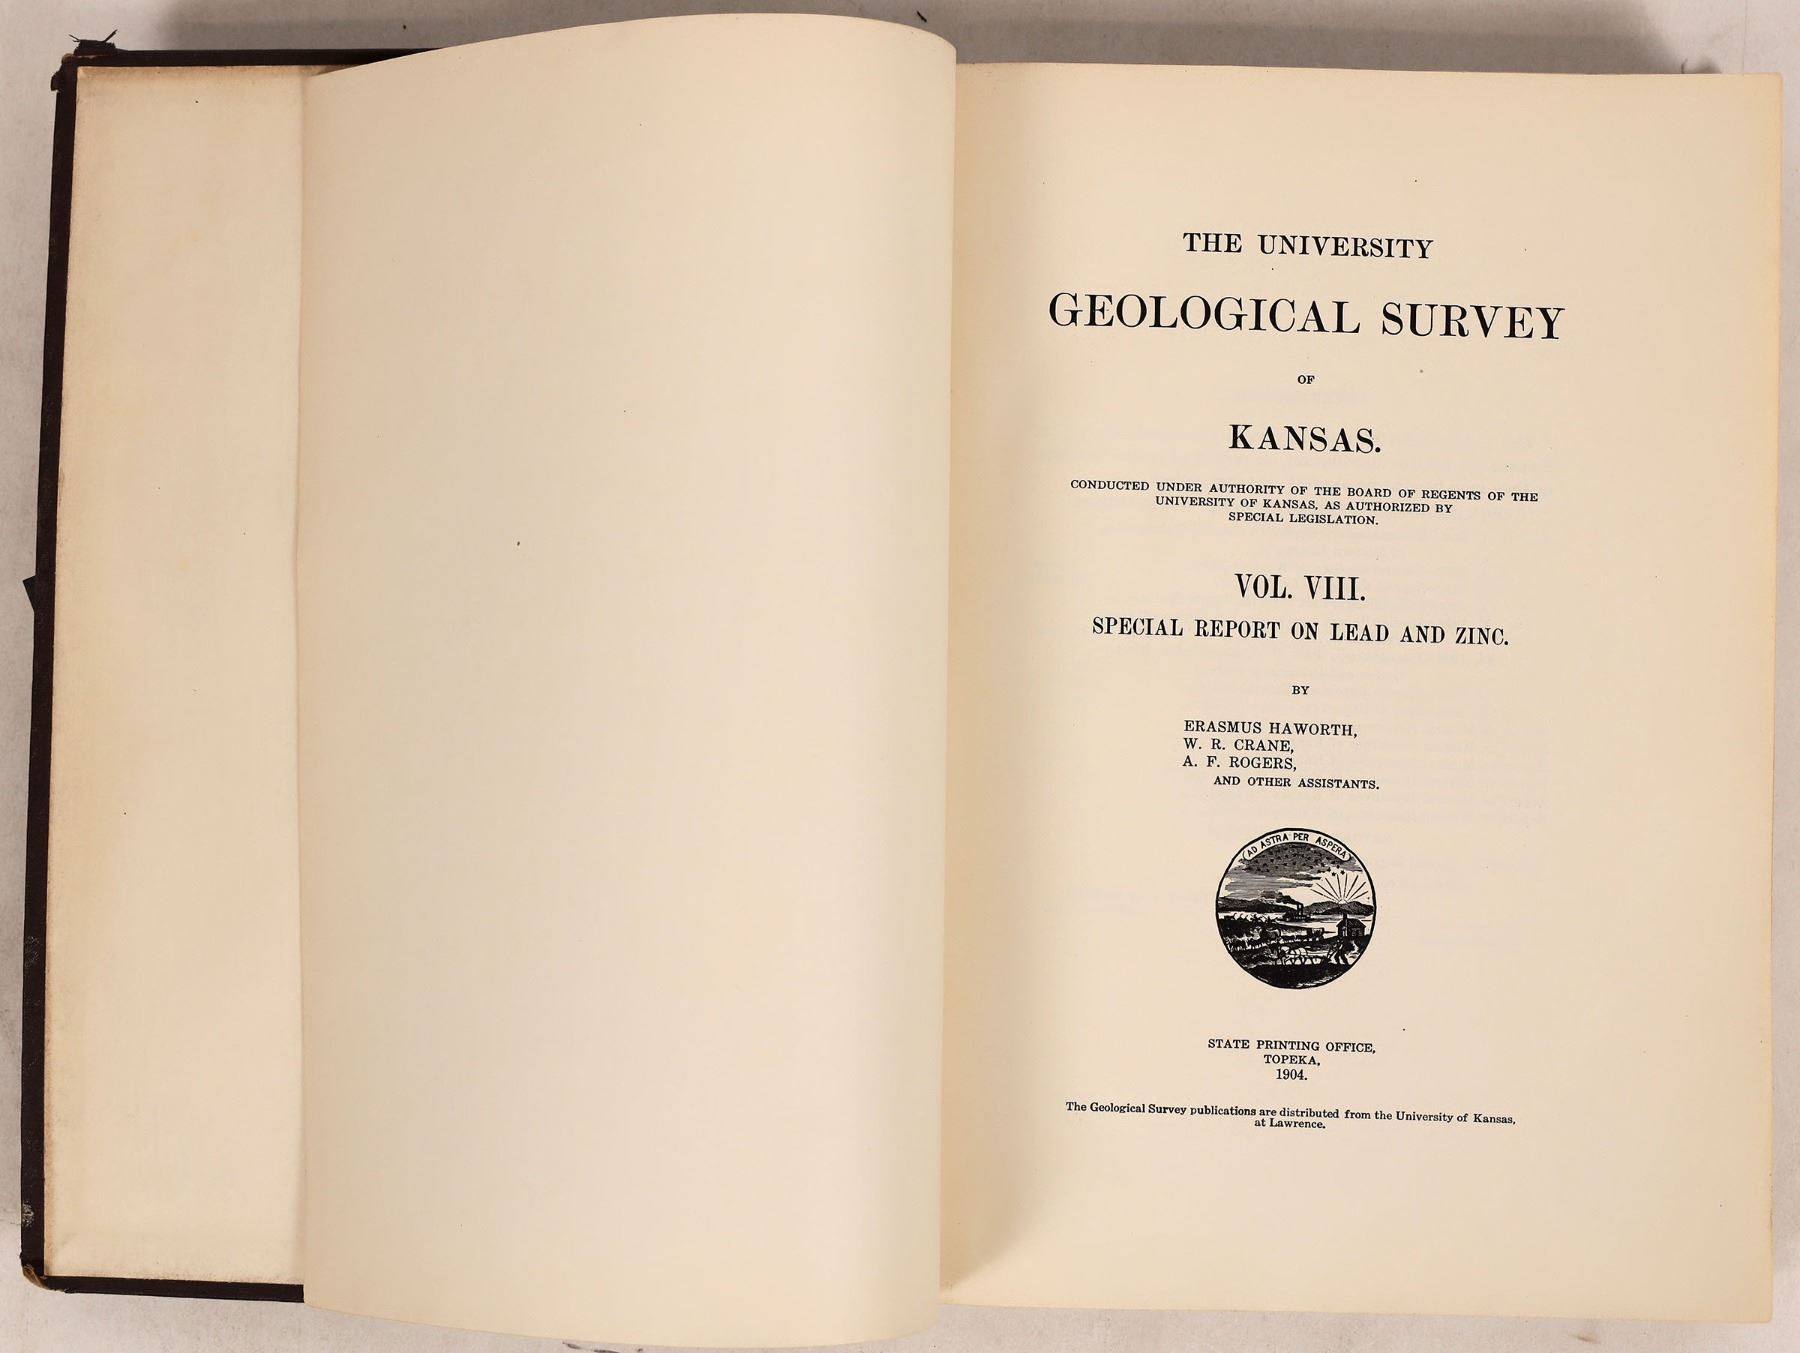 THE UNIVERSITY
GEOLOGICAL SURVEY
OF
KANSAS.
CONDUCTED UNDER AUTHORITY OF THE BOARD OF REGENTS OF THE
UNIVERSITY OF KANSAS, AS AUTHORIZED BY
SPECIAL LEGISLATION.
VOL. VIII.
SPECIAL REPORT ON LEAD AND ZINC.
BY
ERASMUS HAWORTH,
W. R. CRANE,
A. F. ROGERS,
AND OTHER ASSISTANTS.
AD ASTRA PER ASPERA
STATE PRINTING OFFICE,
TOPEKA,
1904.
The Geological Survey publications are distributed from the University of Kansas,
at Lawrence.